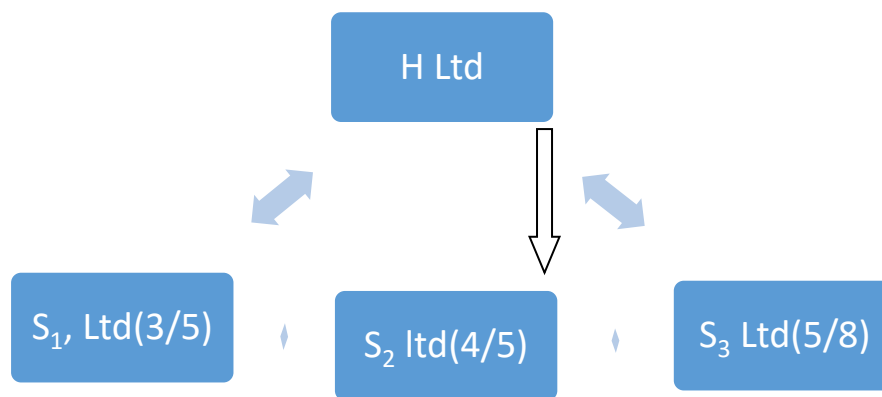 H Ltd
S₁, Ltd(3/5)
S₂ ltd(4/5)
S₃ Ltd(5/8)